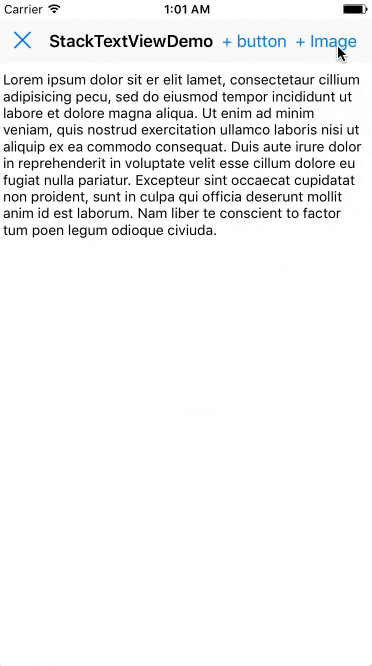 Carrier 1:01 AM
StackTextViewDemo + button + Image
Lorem ipsum dolor sit er elit lamet, consectetaur cillium
adipisicing pecu, sed do eiusmod tempor incididunt ut
labore et dolore magna aliqua. Ut enim ad minim
veniam, quis nostrud exercitation ullamco laboris nisi ut
aliquip ex ea commodo consequat. Duis aute irure dolor
in reprehenderit in voluptate velit esse cillum dolore eu
fugiat nulla pariatur. Excepteur sint occaecat cupidatat
non proident, sunt in culpa qui officia deserunt mollit
anim id est laborum. Nam liber te conscient to factor
tum poen legum odioque civiuda.